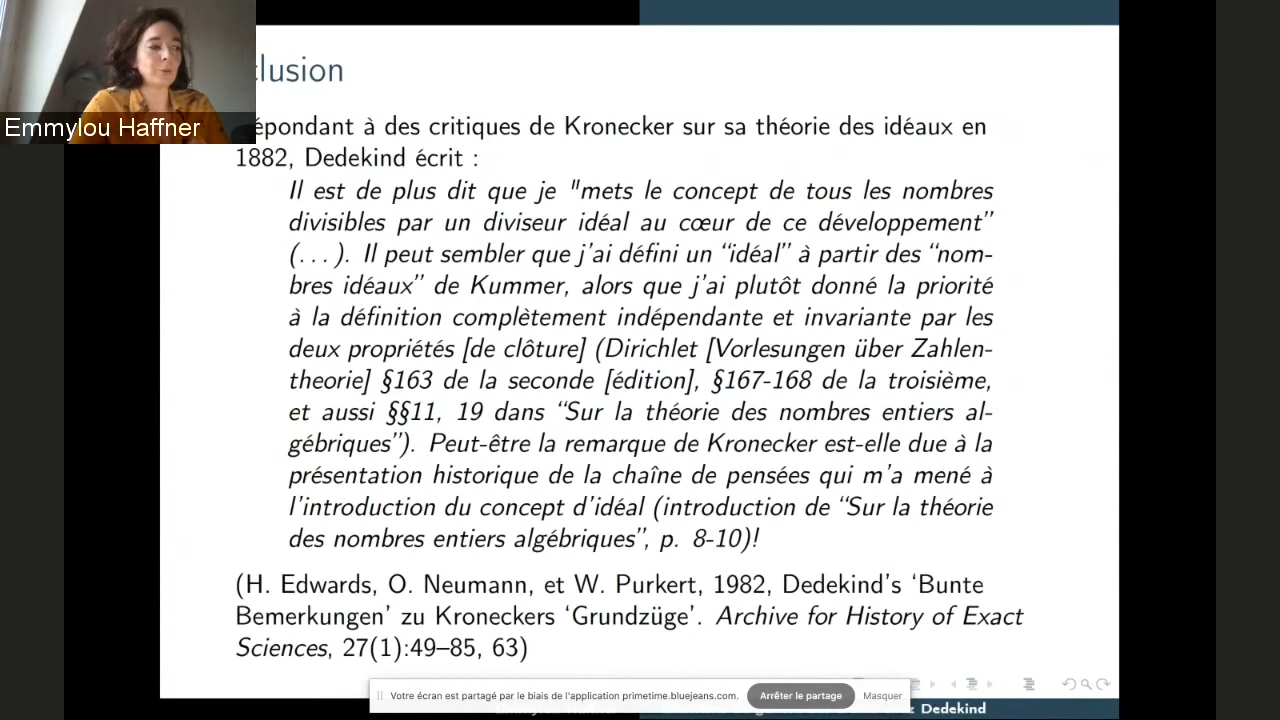 clusion
Emmylou Haffner
épondant à des critiques de Kronecker sur sa théorie des idéaux en
1882, Dedekind écrit :
Il est de plus dit que je "mets le concept de tous les nombres
divisibles par un diviseur idéal au cœur de ce développement”
(...). Il peut sembler que j’ai défini un “idéal” à partir des “nom-
bres idéaux” de Kummer, alors que j’ai plutôt donné la priorité
à la définition complètement indépendante et invariante par les
deux propriétés [de clôture] (Dirichlet [Vorlesungen über Zahlen-
theorie] §163 de la seconde [édition], §167-168 de la troisième,
et aussi §§11, 19 dans “Sur la théorie des nombres entiers al-
gébriques”). Peut-être la remarque de Kronecker est-elle due à la
présentation historique de la chaîne de pensées qui m’a mené à
l’introduction du concept d’idéal (introduction de “Sur la théorie
des nombres entiers algébriques”, p. 8-10)!
(H. Edwards, O. Neumann, et W. Purkert, 1982, Dedekind’s ‘Bunte
Bemerkungen’ zu Kroneckers ‘Grundzüge’. Archive for History of Exact
Sciences, 27(1):49–85, 63)
Votre écran est partagé par le biais de l’application primetime.bluejeans.com. Arrêter le partage Masquer
Dedekind